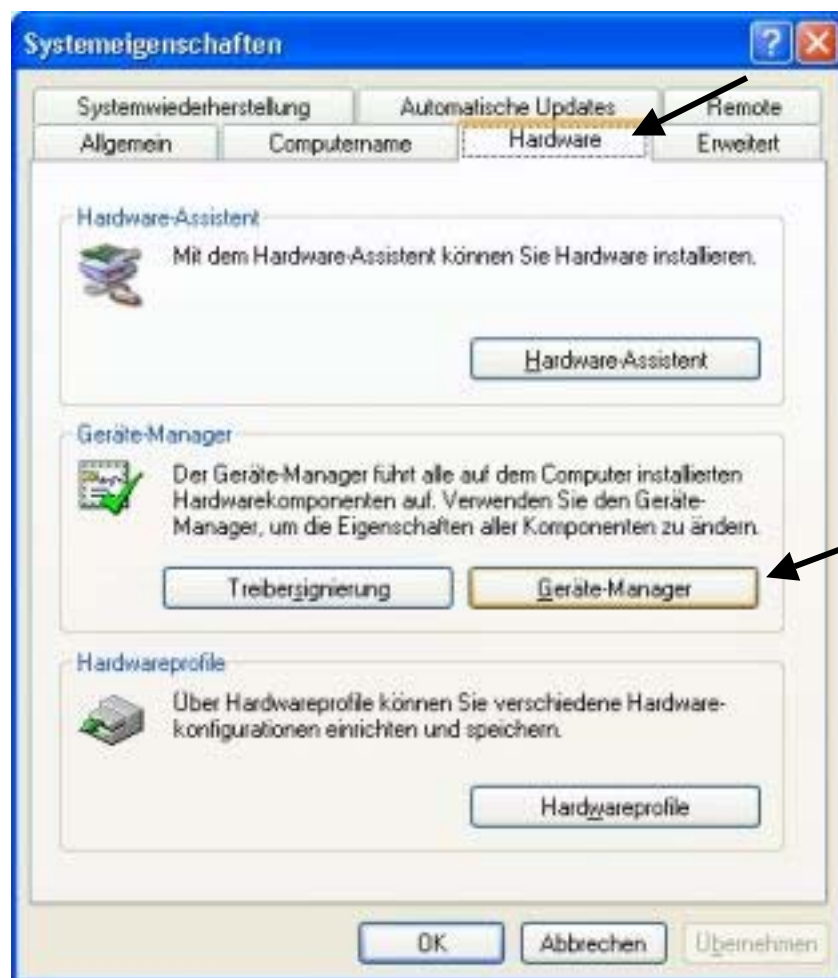 Systemeigenschaften
Systemwiederherstellung Automatische Updates Remote
Allgemein Computername Hardware Erweitert
Hardware-Assistent
Mit dem Hardware-Assistent können Sie Hardware installieren.
Hardware-Assistent
Geräte-Manager
Der Geräte-Manager führt alle auf dem Computer installierten
Hardwarekomponenten auf. Verwenden Sie den Geräte-
Manager, um die Eigenschaften aller Komponenten zu ändern.
Treibersignierung Geräte-Manager
Hardwareprofile
Über Hardwareprofile können Sie verschiedene Hardware-
konfigurationen einrichten und speichern.
Hardwareprofile
OK Abbrechen Übernehmen